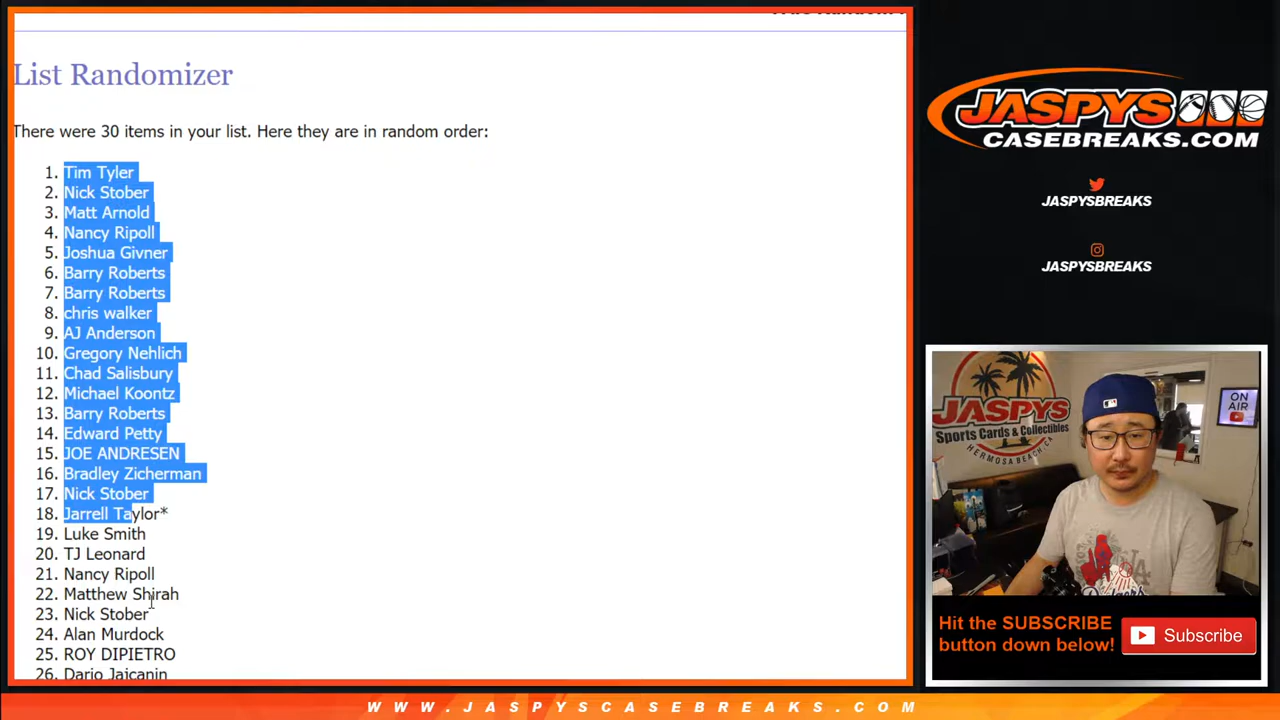 List Randomizer
There were 30 items in your list. Here they are in random order:
1. Tim Tyler
2. Nick Stober
3. Matt Arnold
4. Nancy Ripoll
5. Joshua Givner
6. Barry Roberts
7. Barry Roberts
8. chris walker
9. AJ Anderson
10. Gregory Nehlich
11. Chad Salisbury
12. Michael Koontz
13. Barry Roberts
14. Edward Petty
15. JOE ANDRESEN
16. Bradley Zicherman
17. Nick Stober
18. Jarrell Taylor*
19. Luke Smith
20. TJ Leonard
21. Nancy Ripoll
22. Matthew Shirah
23. Nick Stober
24. Alan Murdock
25. ROY DIPIETRO
26. Dario Jajcanin
JASPYS
CASEBREAKS.COM
JASPYSBREAKS
JASPYSBREAKS
JASPYS
Sports Cards & Collectibles
HERMOSA BEACH, CA
ON
AIR
Dodgers
Hit the SUBSCRIBE
button down below!
Subscribe
WWW.JASPYSCASEBREAKS.COM